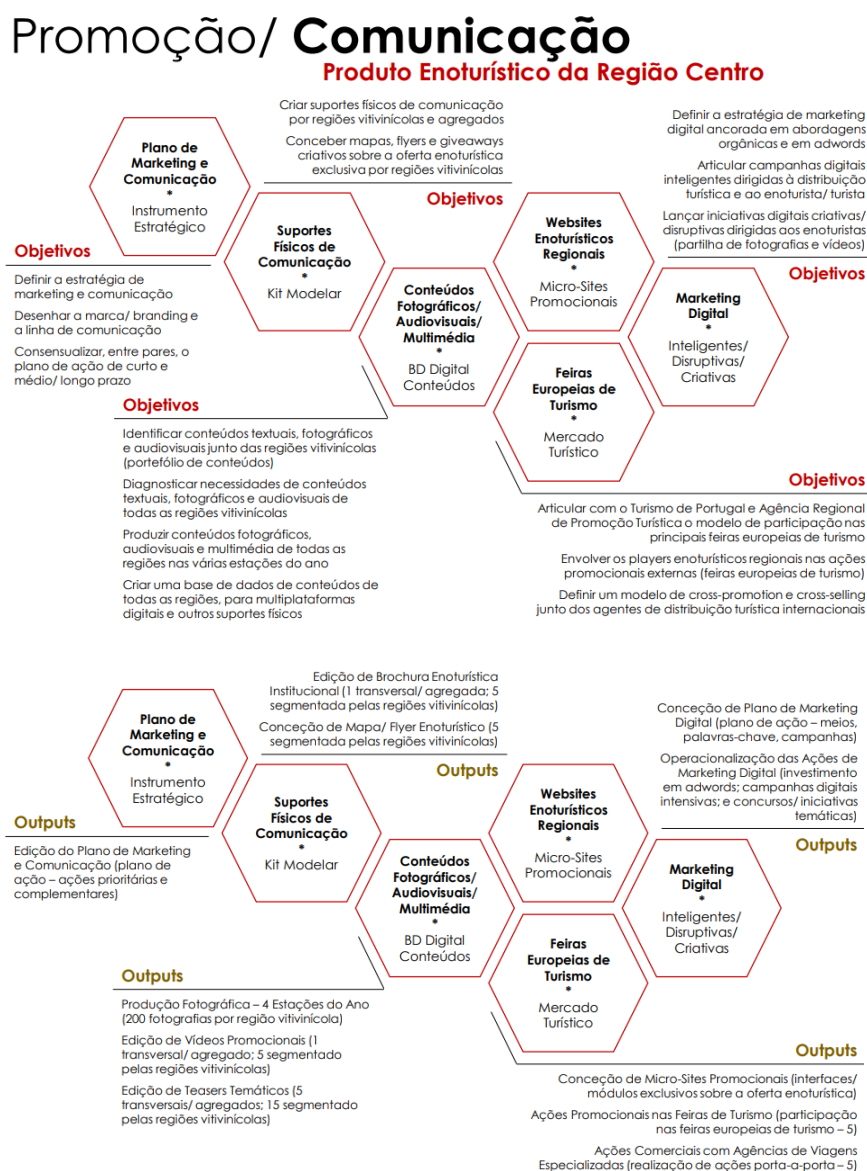 Promoção/ Comunicação
Produto Enoturístico da Região Centro
Criar suportes físicos de comunicação
por regiões vitivinícolas e agregados
Conceber mapas, flyers e giveaways
criativos sobre a oferta enoturística
exclusiva por regiões vitivinícolas
Objetivos
Definir a estratégia de marketing
digital ancorada em abordagens
orgânicas e em adwords
Articular campanhas digitais
inteligentes dirigidas à distribuição
turística e ao enoturista/ turista
Lançar iniciativas digitais criativas/
disruptivas dirigidas aos enoturistas
(partilha de fotografias e vídeos)
Objetivos
Plano de
Marketing e
Comunicação
*
Instrumento
Estratégico
Suportes
Físicos de
Comunicação
*
Kit Modelar
Conteúdos
Fotográficos/
Audiovisuais/
Multimédia
*
BD Digital
Conteúdos
Websites
Enoturísticos
Regionais
*
Micro-Sites
Promocionais
Feiras
Europeias de
Turismo
*
Mercado
Turístico
Marketing
Digital
*
Inteligentes/
Disruptivas/
Criativas
Objetivos
Definir a estratégia de
marketing e comunicação
Desenhar a marca/ branding e
a linha de comunicação
Consensualizar, entre pares, o
plano de ação de curto e
médio/ longo prazo
Objetivos
Identificar conteúdos textuais, fotográficos
e audiovisuais junto das regiões vitivinícolas
(portefólio de conteúdos)
Diagnosticar necessidades de conteúdos
textuais, fotográficos e audiovisuais de
todas as regiões vitivinícolas
Produzir conteúdos fotográficos,
audiovisuais e multimédia de todas as
regiões nas várias estações do ano
Criar uma base de dados de conteúdos de
todas as regiões, para multiplataformas
digitais e outros suportes físicos
Objetivos
Articular com o Turismo de Portugal e Agência Regional
de Promoção Turística o modelo de participação nas
principais feiras europeias de turismo
Envolver os players enoturísticos regionais nas ações
promocionais externas (feiras europeias de turismo)
Definir um modelo de cross-promotion e cross-selling
junto dos agentes de distribuição turística internacionais
Edição de Brochura Enoturística
Institucional (1 transversal/ agregada; 5
segmentada pelas regiões vitivinícolas)
Conceção de Mapa/ Flyer Enoturístico (5
segmentada pelas regiões vitivinícolas)
Outputs
Conceção de Plano de Marketing
Digital (plano de ação – meios,
palavras-chave, campanhas)
Operacionalização das Ações de
Marketing Digital (investimento
em adwords; campanhas digitais
intensivas; e concursos/ iniciativas
temáticas)
Outputs
Plano de
Marketing e
Comunicação
*
Instrumento
Estratégico
Suportes
Físicos de
Comunicação
*
Kit Modelar
Conteúdos
Fotográficos/
Audiovisuais/
Multimédia
*
BD Digital
Conteúdos
Websites
Enoturísticos
Regionais
*
Micro-Sites
Promocionais
Feiras
Europeias de
Turismo
*
Mercado
Turístico
Marketing
Digital
*
Inteligentes/
Disruptivas/
Criativas
Outputs
Edição do Plano de Marketing
e Comunicação (plano de
ação – ações prioritárias e
complementares)
Outputs
Produção Fotográfica – 4 Estações do Ano
(200 fotografias por região vitivinícola)
Edição de Vídeos Promocionais (1
transversal/ agregado; 5 segmentado
pelas regiões vitivinícolas)
Edição de Teasers Temáticos (5
transversais/ agregados; 15 segmentado
pelas regiões vitivinícolas)
Outputs
Conceção de Micro-Sites Promocionais (interfaces/
módulos exclusivos sobre a oferta enoturística)
Ações Promocionais nas Feiras de Turismo (participação
nas feiras europeias de turismo – 5)
Ações Comerciais com Agências de Viagens
Especializadas (realização de ações porta-a-porta – 5)